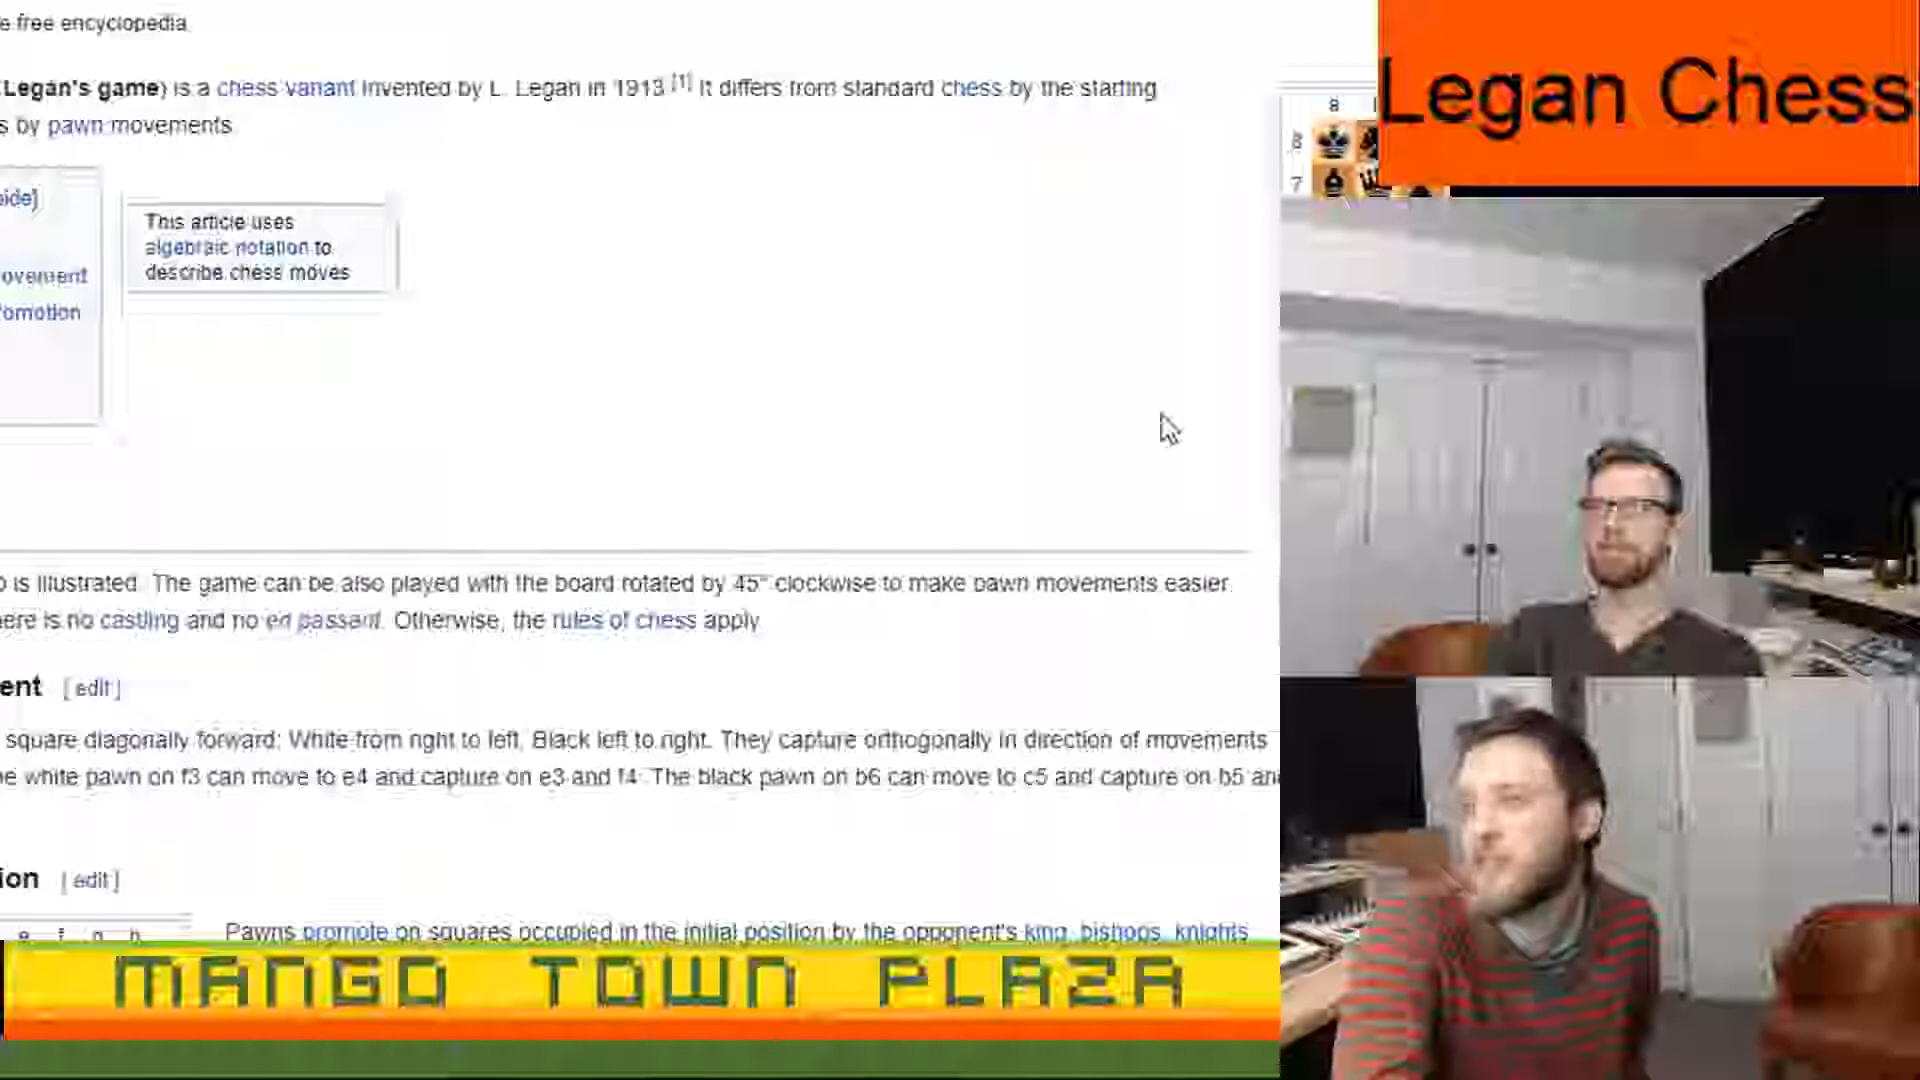 e free encyclopedia
Legan's game) is a chess variant invented by L. Legan in 1913.[1] It differs from standard chess by the starting
s by pawn movements.
Legan Chess
8
8
7
ide]
ovement
omotion
This article uses
algebraic notation to
describe chess moves
is illustrated. The game can be also played with the board rotated by 45° clockwise to make pawn movements easier.
ere is no castling and no en passant. Otherwise, the rules of chess apply
ent [edit]
square diagonally forward: White from right to left, Black left to right. They capture orthogonally in direction of movements
e white pawn on f3 can move to e4 and capture on e3 and f4. The black pawn on b6 can move to c5 and capture on b5 an
ion [edit]
e f g h
Pawns promote on squares occupied in the initial position by the opponent's king, bishops, knights
MANGO TOWN PLAZA